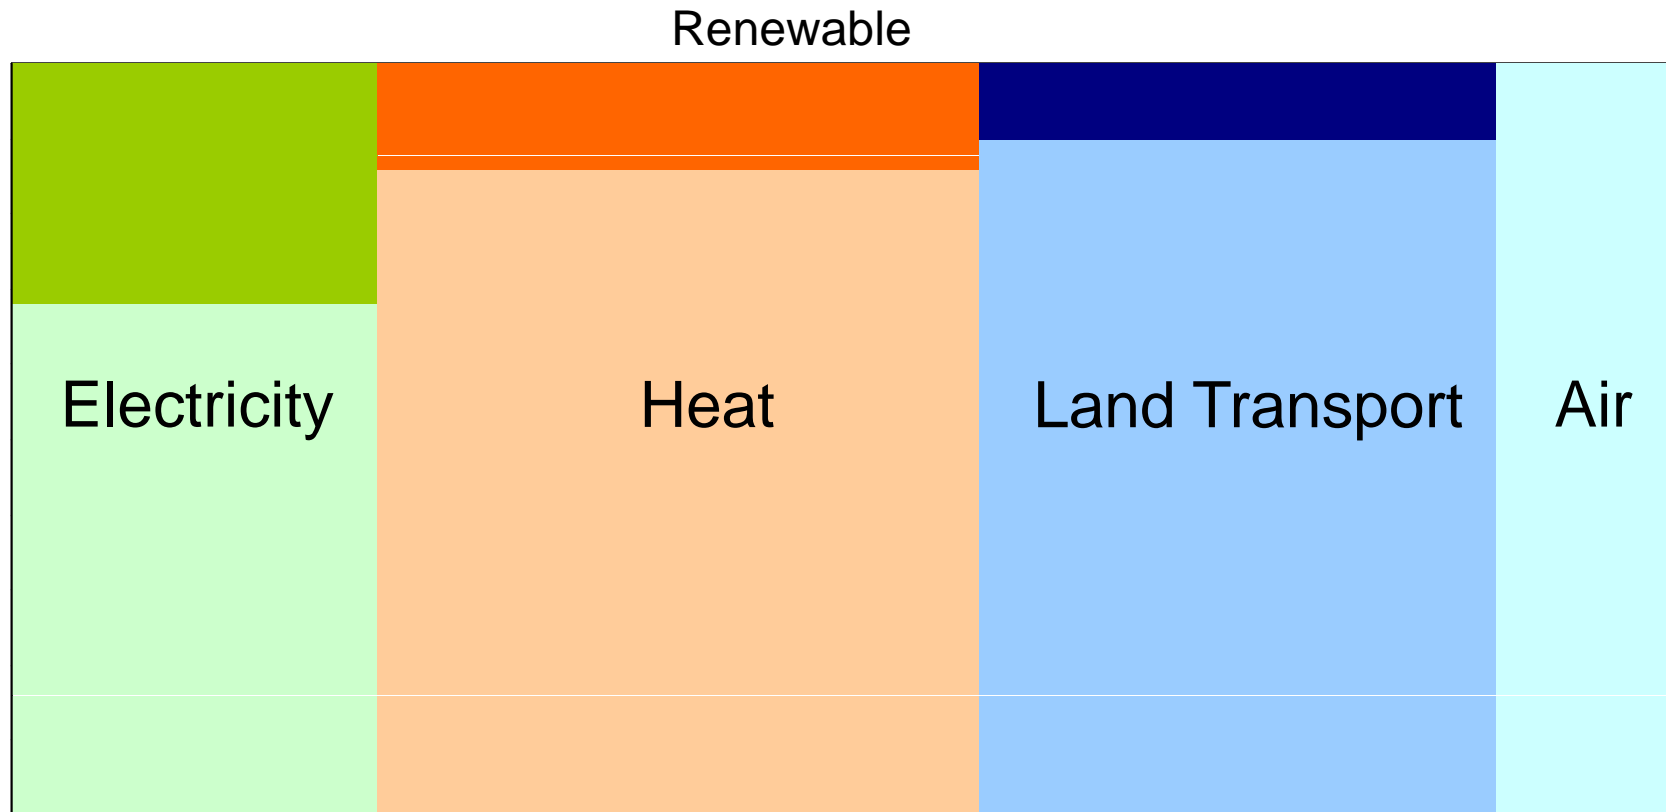 Renewable
Electricity
Heat
Land Transport
Air